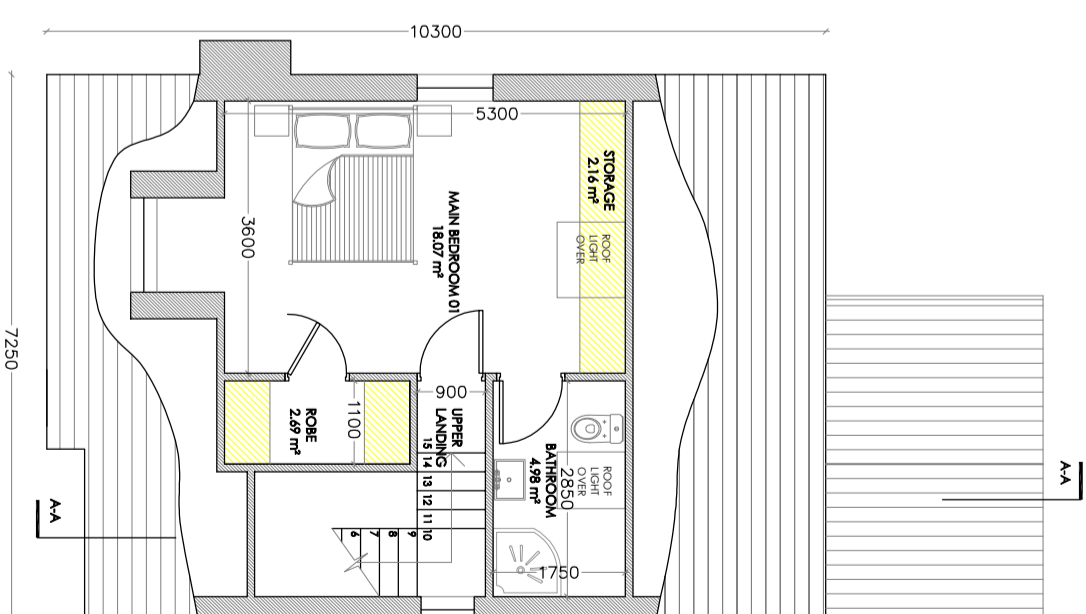 10300
5300
STORAGE
2.16 m²
MAIN BEDROOM 01
18.07 m²
3600
ROOF
LIGHT
OVER
7250
900
UPPER
LANDING
1100
ROBE
2.69 m²
BATHROOM
4.98 m²
2850
ROOF
LIGHT
OVER
15
14
13
12
11
10
9
8
7
6
1750
A-A
A-A